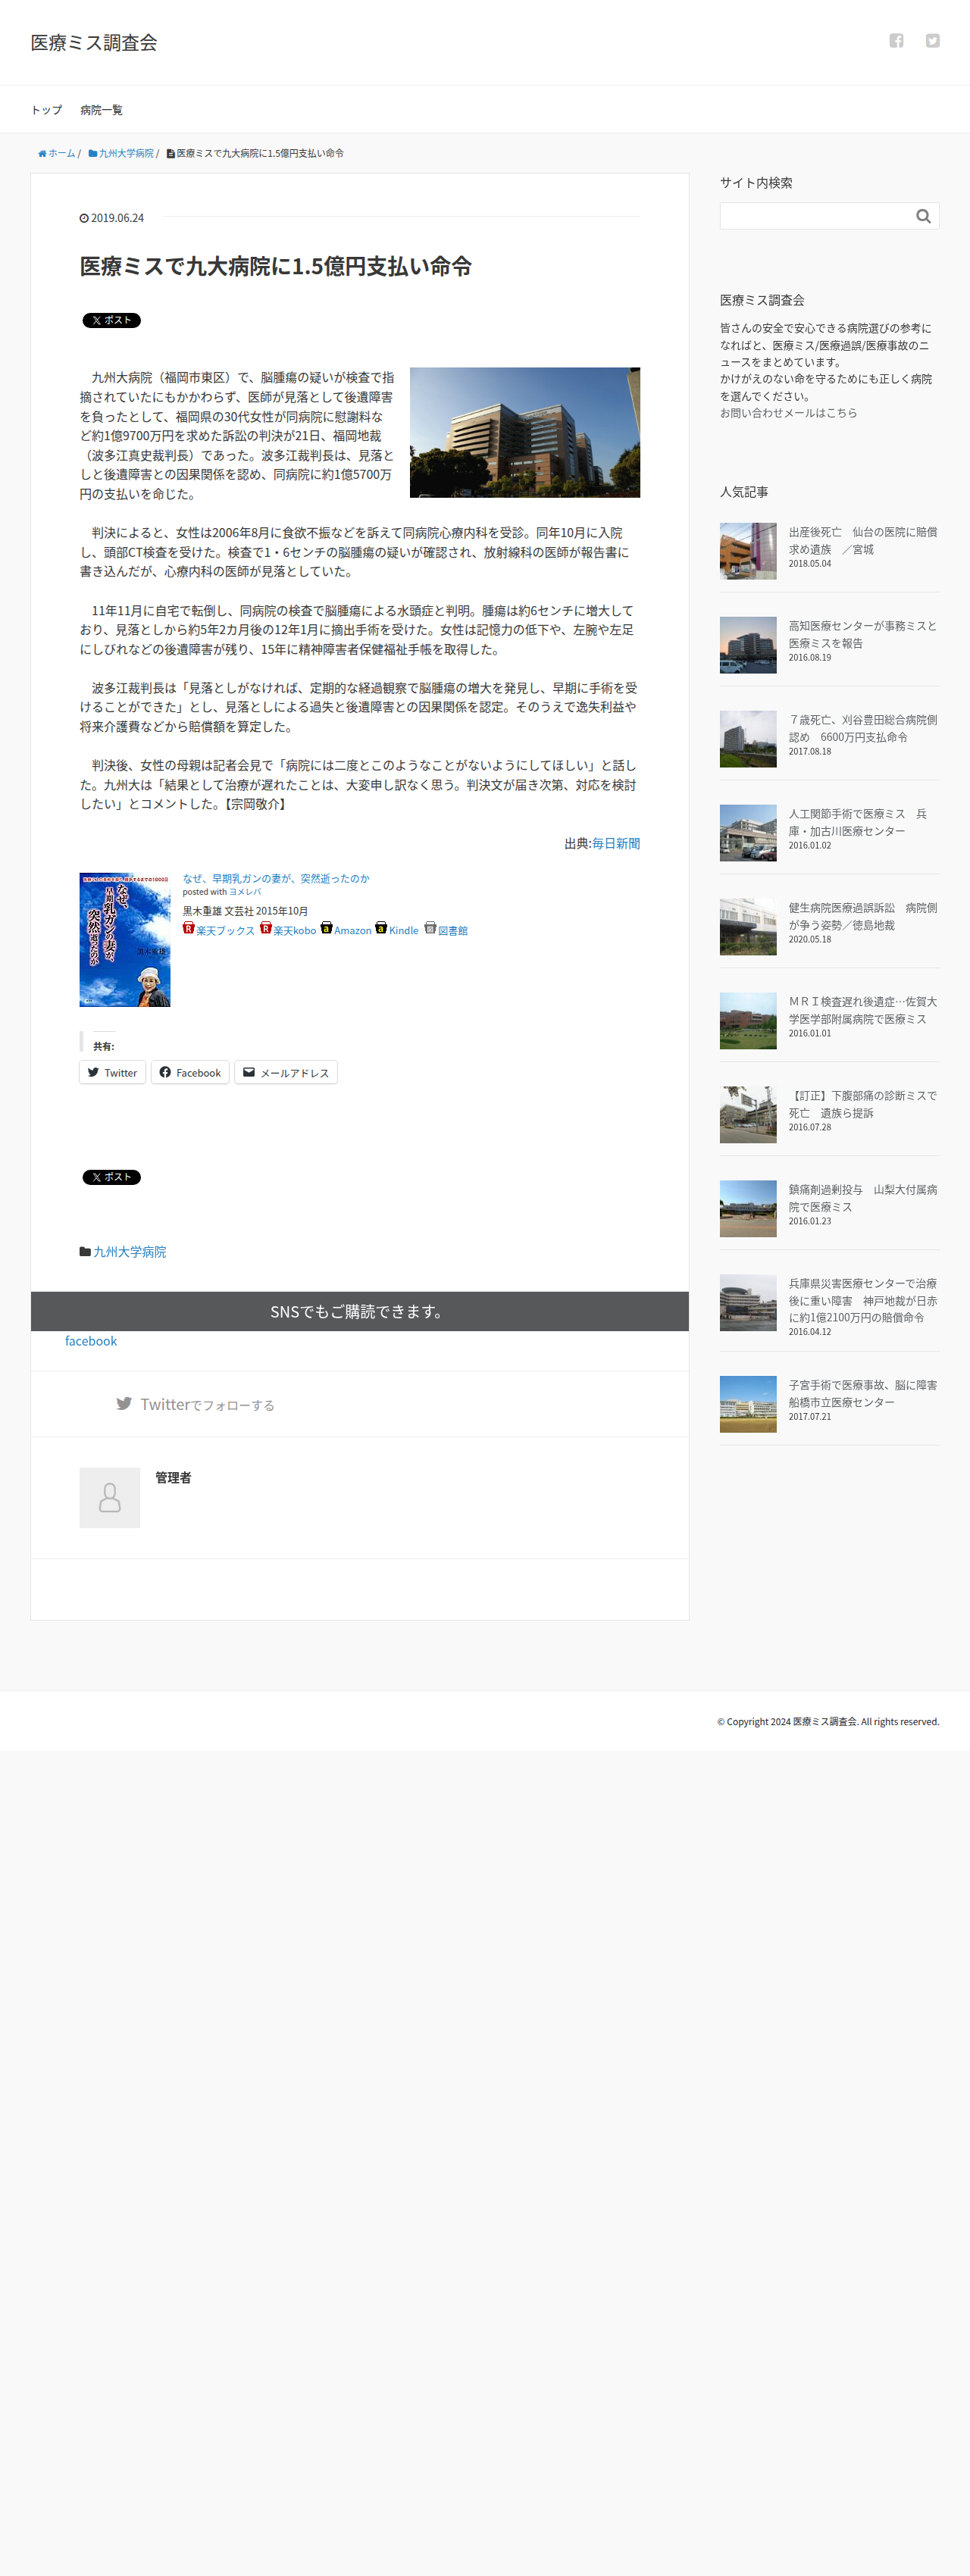 医療ミス調査会
トップ 病院一覧
ホーム / 九州大学病院 / 医療ミスで九大病院に1.5億円支払い命令
2019.06.24
医療ミスで九大病院に1.5億円支払い命令
ポスト
九州大病院（福岡市東区）で、脳腫瘍の疑いが検査で指
摘されていたにもかかわらず、医師が見落として後遺障害
を負ったとして、福岡県の30代女性が同病院に慰謝料な
ど約1億9700万円を求めた訴訟の判決が21日、福岡地裁
（波多江真史裁判長）であった。波多江裁判長は、見落と
しと後遺障害との因果関係を認め、同病院に約1億5700万
円の支払いを命じた。
判決によると、女性は2006年8月に食欲不振などを訴えて同病院心療内科を受診。同年10月に入院
し、頭部CT検査を受けた。検査で1・6センチの脳腫瘍の疑いが確認され、放射線科の医師が報告書に
書き込んだが、心療内科の医師が見落としていた。
11年11月に自宅で転倒し、同病院の検査で脳腫瘍による水頭症と判明。腫瘍は約6センチに増大して
おり、見落としから約5年2カ月後の12年1月に摘出手術を受けた。女性は記憶力の低下や、左腕や左足
にしびれなどの後遺障害が残り、15年に精神障害者保健福祉手帳を取得した。
波多江裁判長は「見落としがなければ、定期的な経過観察で脳腫瘍の増大を発見し、早期に手術を受
けることができた」とし、見落としによる過失と後遺障害との因果関係を認定。そのうえで逸失利益や
将来介護費などから賠償額を算定した。
判決後、女性の母親は記者会見で「病院には二度とこのようなことがないようにしてほしい」と話し
た。九州大は「結果として治療が遅れたことは、大変申し訳なく思う。判決文が届き次第、対応を検討
したい」とコメントした。【宗岡敬介】
出典:毎日新聞
なぜ、
早期乳ガンの妻が、
突然逝ったのか
黒木重雄
なぜ、早期乳ガンの妻が、突然逝ったのか
posted with ヨメレバ
黒木重雄 文芸社 2015年10月
楽天ブックス 楽天kobo Amazon Kindle 図書館
共有:
Twitter Facebook メールアドレス
ポスト
九州大学病院
SNSでもご購読できます。
facebook
Twitterでフォローする
管理者
サイト内検索
医療ミス調査会
皆さんの安全で安心できる病院選びの参考に
なればと、医療ミス/医療過誤/医療事故のニ
ュースをまとめています。
かけがえのない命を守るためにも正しく病院
を選んでください。
お問い合わせメールはこちら
人気記事
出産後死亡　仙台の医院に賠償
求め遺族　／宮城
2018.05.04
高知医療センターが事務ミスと
医療ミスを報告
2016.08.19
７歳死亡、刈谷豊田総合病院側
認め　6600万円支払命令
2017.08.18
人工関節手術で医療ミス　兵
庫・加古川医療センター
2016.01.02
健生病院医療過誤訴訟　病院側
が争う姿勢／徳島地裁
2020.05.18
ＭＲＩ検査遅れ後遺症…佐賀大
学医学部附属病院で医療ミス
2016.01.01
【訂正】下腹部痛の診断ミスで
死亡　遺族ら提訴
2016.07.28
鎮痛剤過剰投与　山梨大付属病
院で医療ミス
2016.01.23
兵庫県災害医療センターで治療
後に重い障害　神戸地裁が日赤
に約1億2100万円の賠償命令
2016.04.12
子宮手術で医療事故、脳に障害
船橋市立医療センター
2017.07.21
© Copyright 2024 医療ミス調査会. All rights reserved.